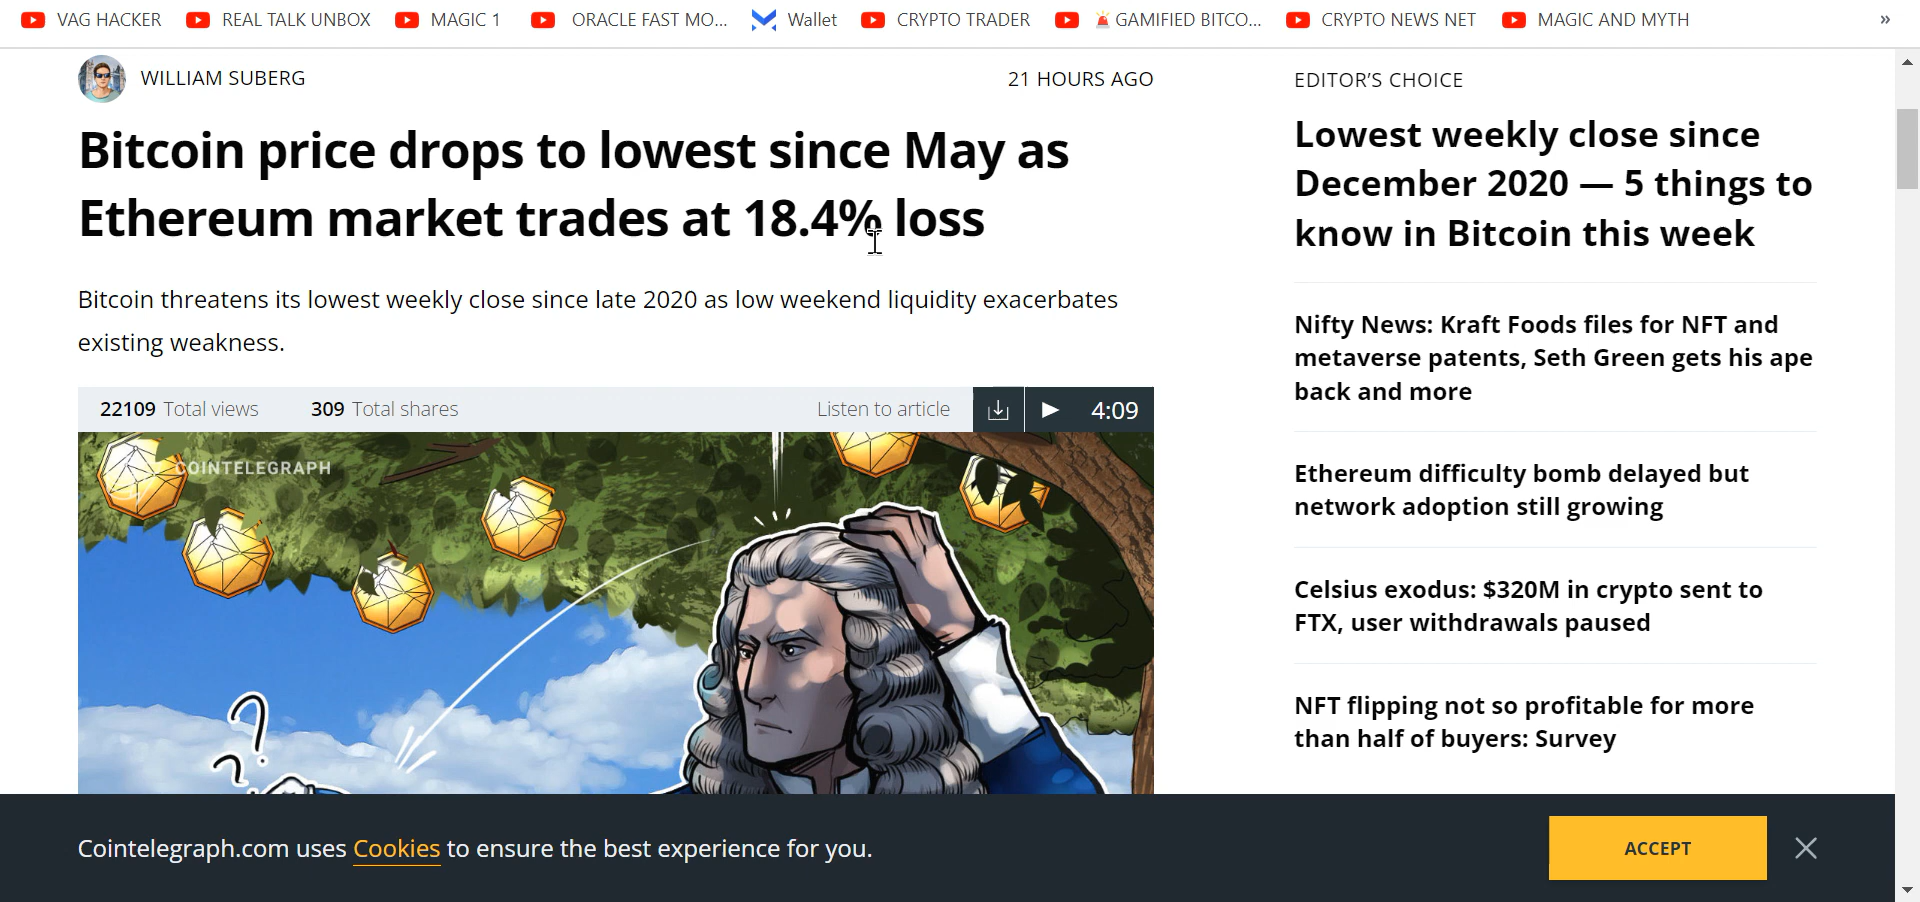 VAG HACKER REAL TALK UNBOX MAGIC 1 ORACLE FAST MO... Wallet CRYPTO TRADER GAMIFIED BITCO... CRYPTO NEWS NET MAGIC AND MYTH »
WILLIAM SUBERG
21 HOURS AGO
Bitcoin price drops to lowest since May as
Ethereum market trades at 18.4% loss
Bitcoin threatens its lowest weekly close since late 2020 as low weekend liquidity exacerbates
existing weakness.
22109 Total views 309 Total shares Listen to article 4:09
COINTELEGRAPH
EDITOR’S CHOICE
Lowest weekly close since
December 2020 — 5 things to
know in Bitcoin this week
Nifty News: Kraft Foods files for NFT and
metaverse patents, Seth Green gets his ape
back and more
Ethereum difficulty bomb delayed but
network adoption still growing
Celsius exodus: $320M in crypto sent to
FTX, user withdrawals paused
NFT flipping not so profitable for more
than half of buyers: Survey
Cointelegraph.com uses Cookies to ensure the best experience for you.
ACCEPT